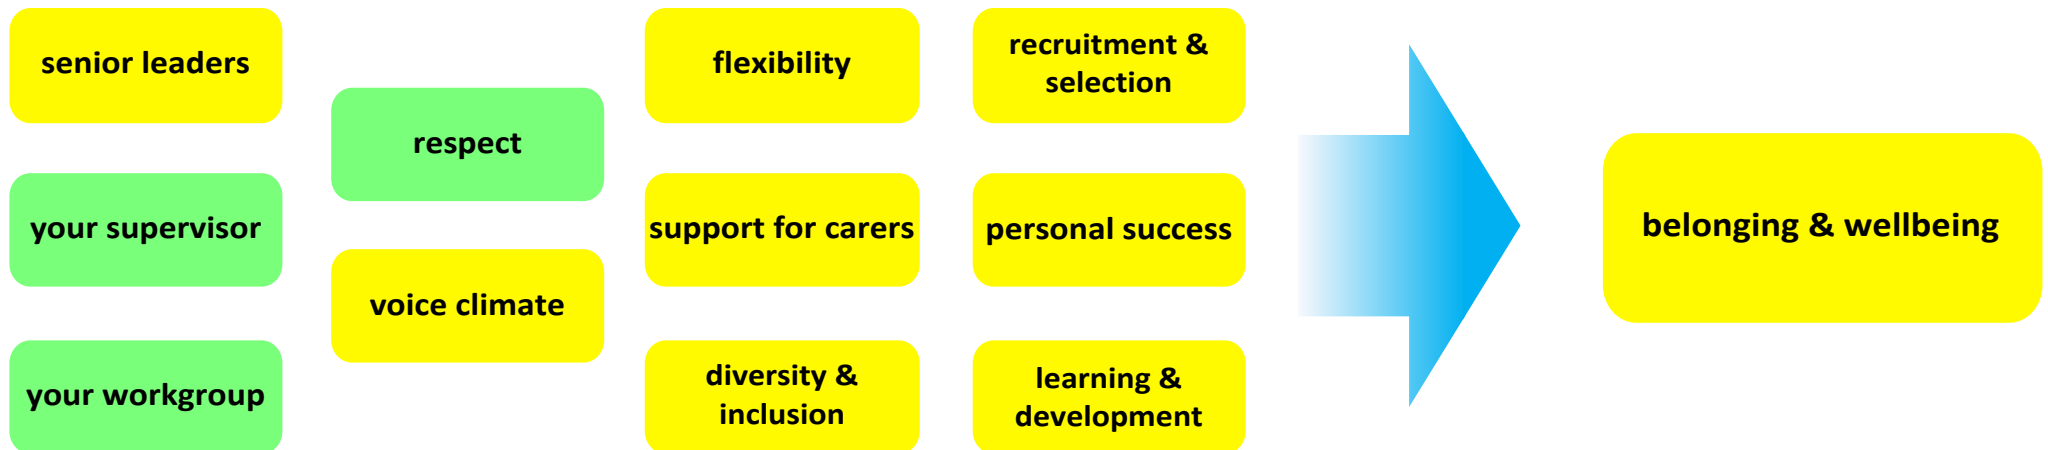 senior leaders
your supervisor
your workgroup
respect
voice climate
flexibility
support for carers
diversity &
inclusion
recruitment &
selection
personal success
learning &
development
belonging & wellbeing